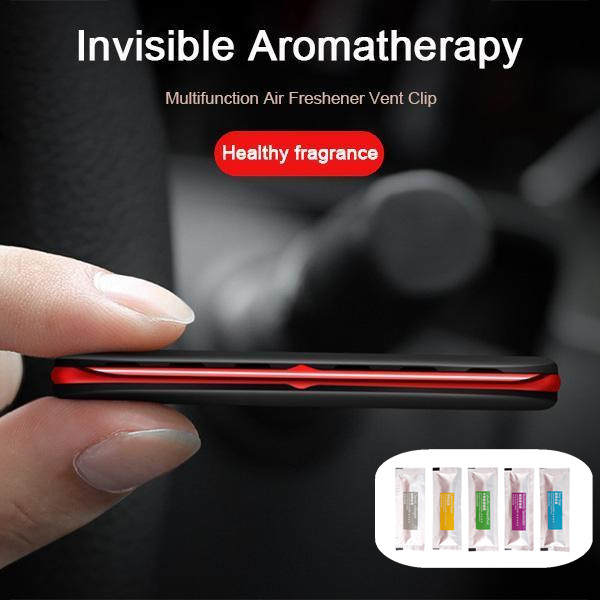 Invisible Aromatherapy
Multifunction Air Freshener Vent Clip
Healthy fragrance